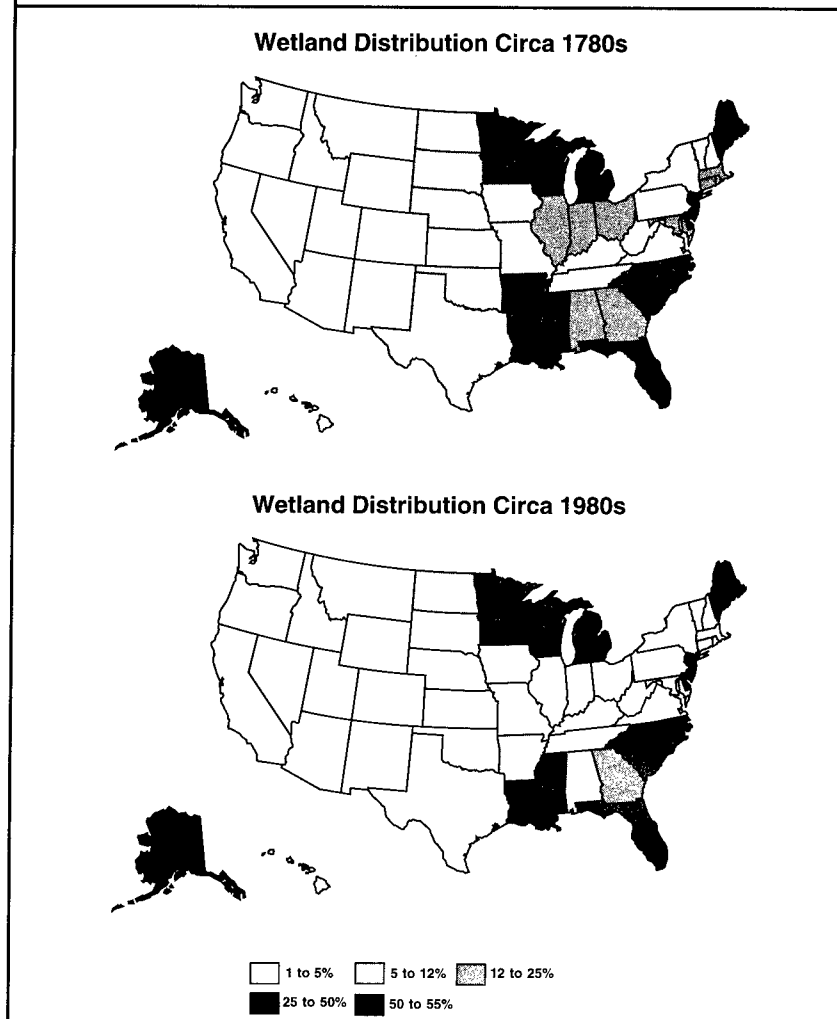 Wetland Distribution Circa 1780s
Wetland Distribution Circa 1980s
1 to 5% 5 to 12% 12 to 25%
25 to 50% 50 to 55%